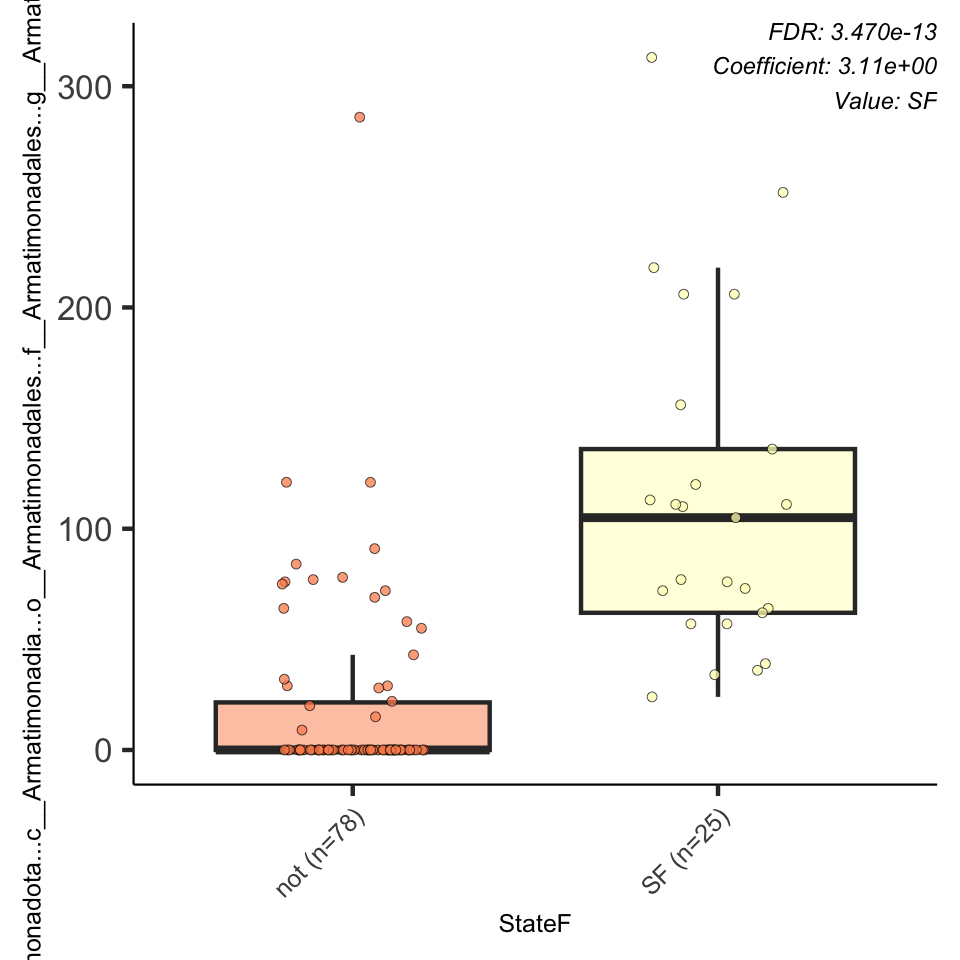 FDR: 3.470e-13
Coefficient: 3.11e+00
Value: SF
300
200
100
0
nonadota...c__Armatimonadia...o__Armatimonadales...f__Armatimonadales...g__Armat
not (n=78)
SF (n=25)
StateF